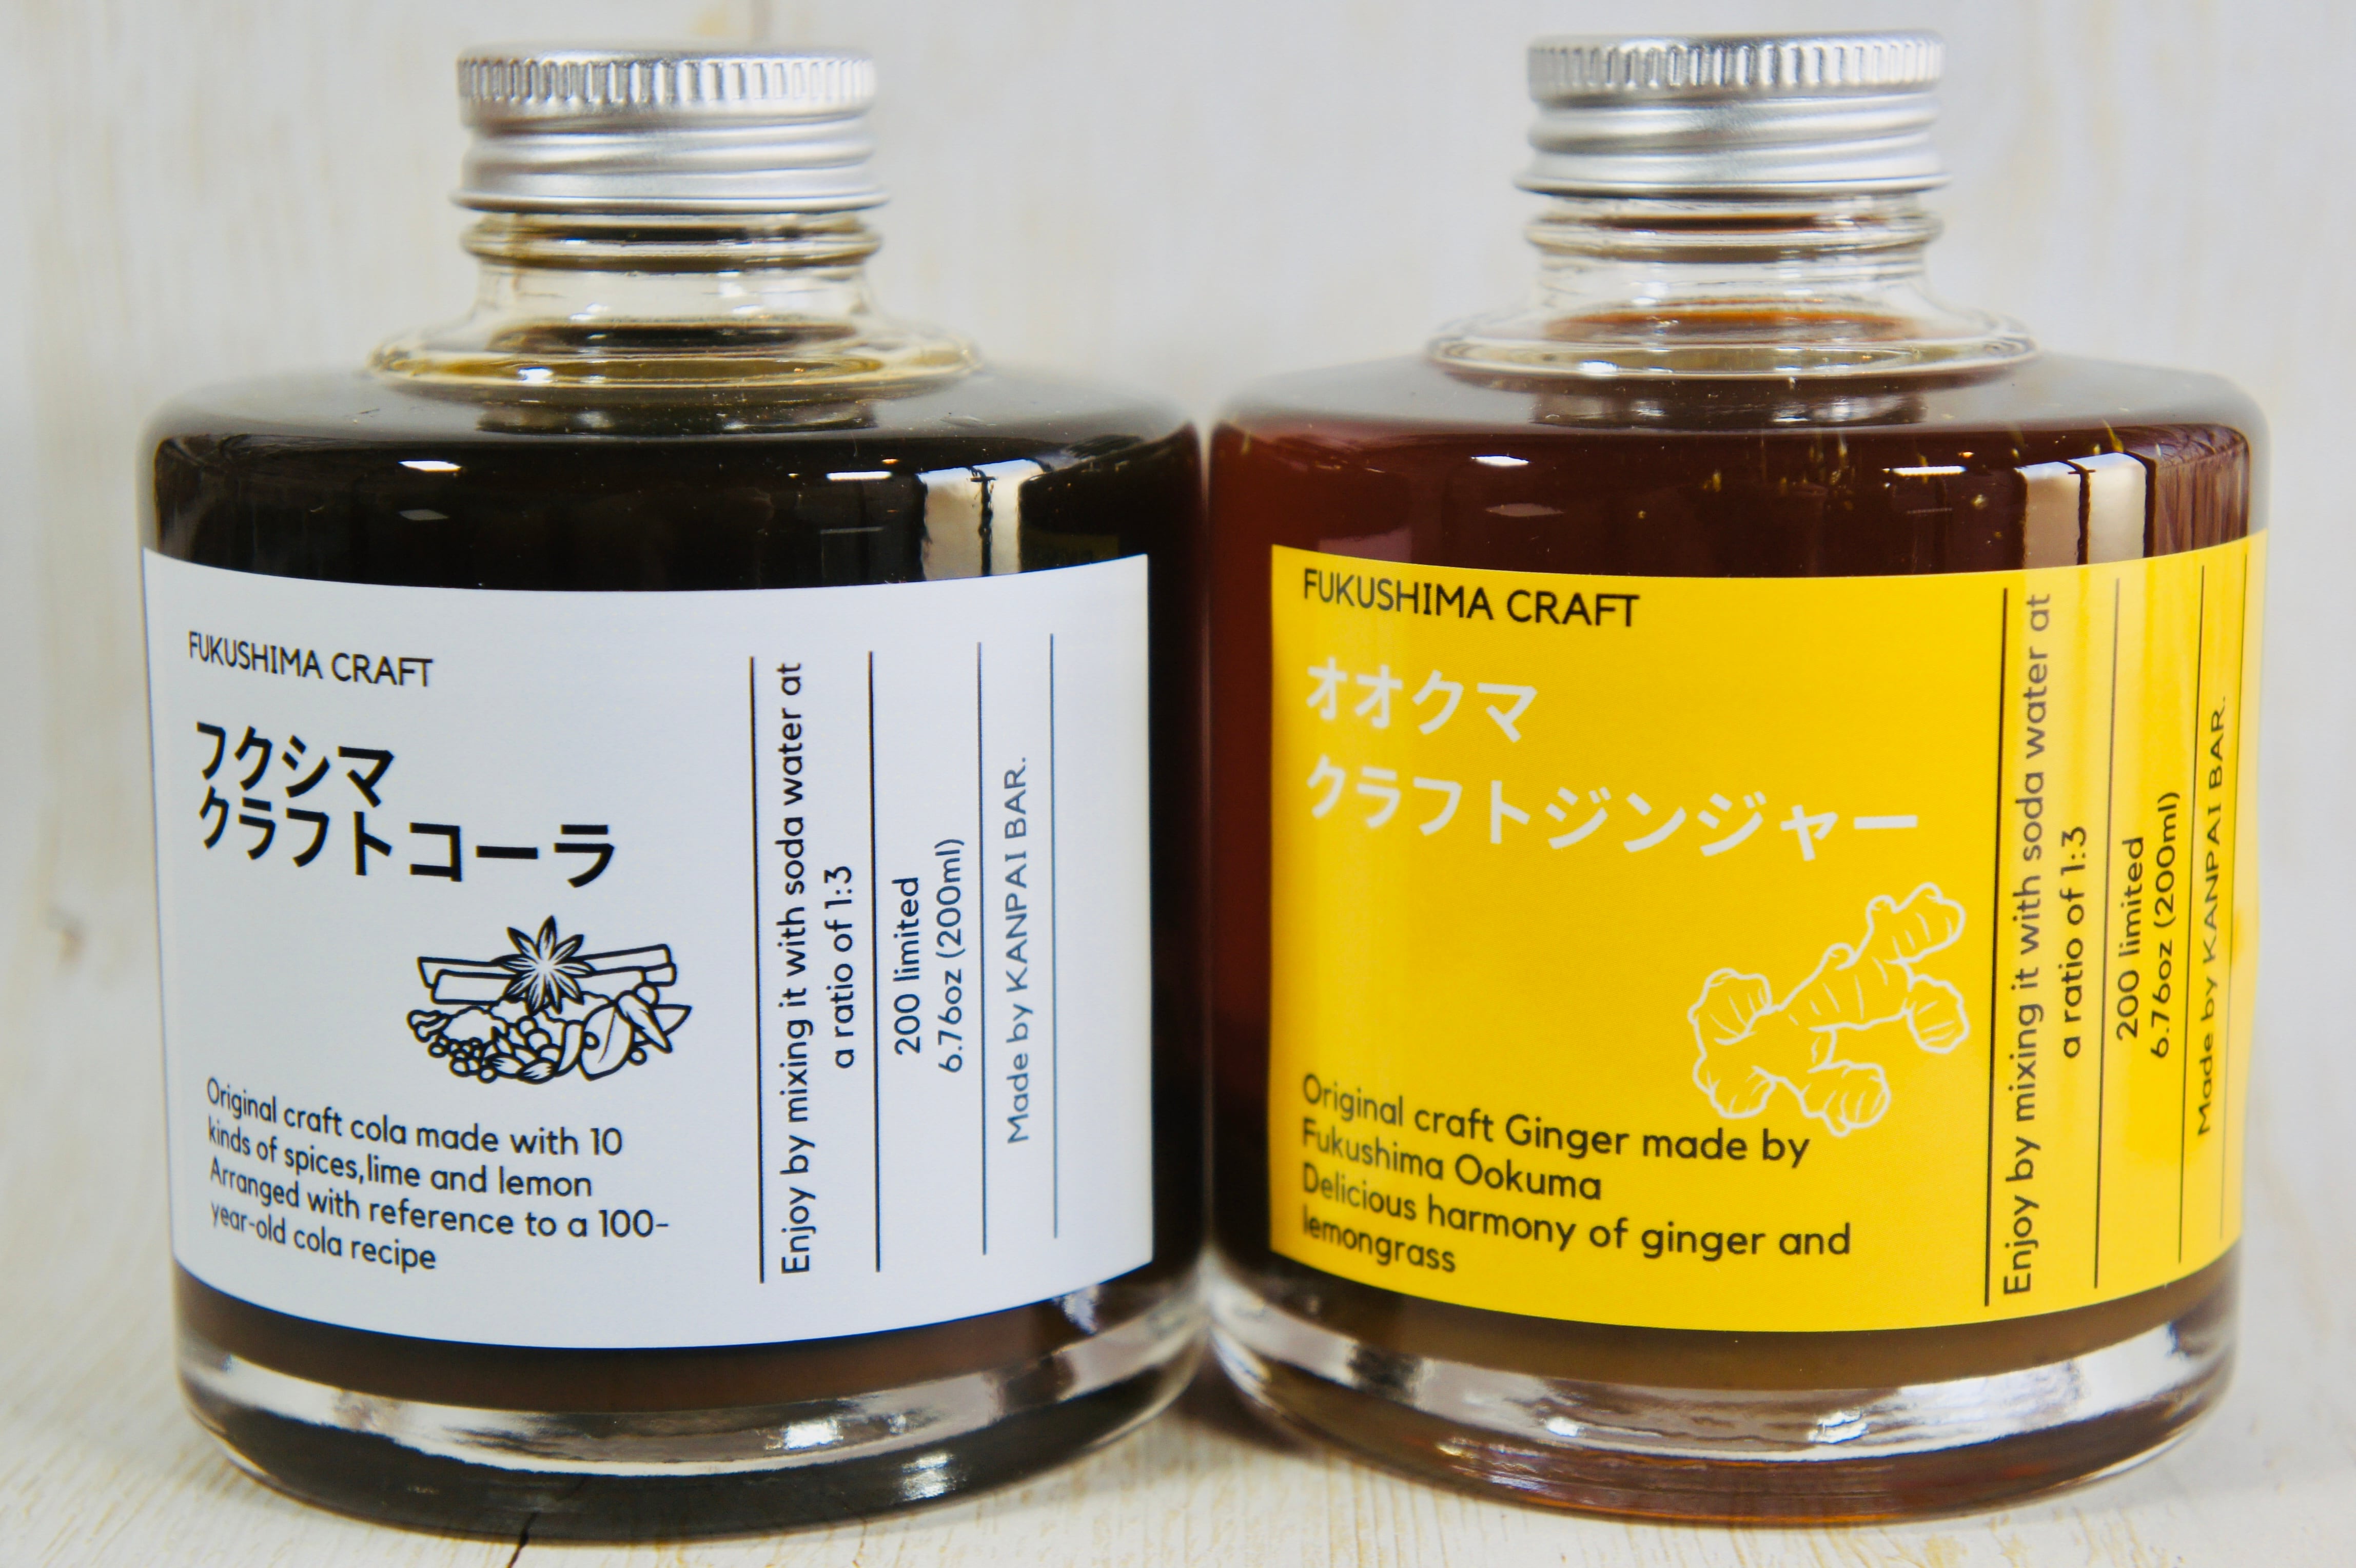 FUKUSHIMA CRAFT
フクシマ
クラフトコーラ
Original craft cola made with 10
kinds of spices,lime and lemon
Arranged with reference to a 100-
year-old cola recipe
Enjoy by mixing it with soda water at
a ratio of 1:3
200 limited
6.76oz (200ml)
Made by KANPAI BAR.
FUKUSHIMA CRAFT
オオクマ
クラフトジンジャー
Original craft Ginger made by
Fukushima Ookuma
Delicious harmony of ginger and
lemongrass
Enjoy by mixing it with soda water at
a ratio of 1:3
200 limited
6.76oz (200ml)
Made by KANPAI BAR.